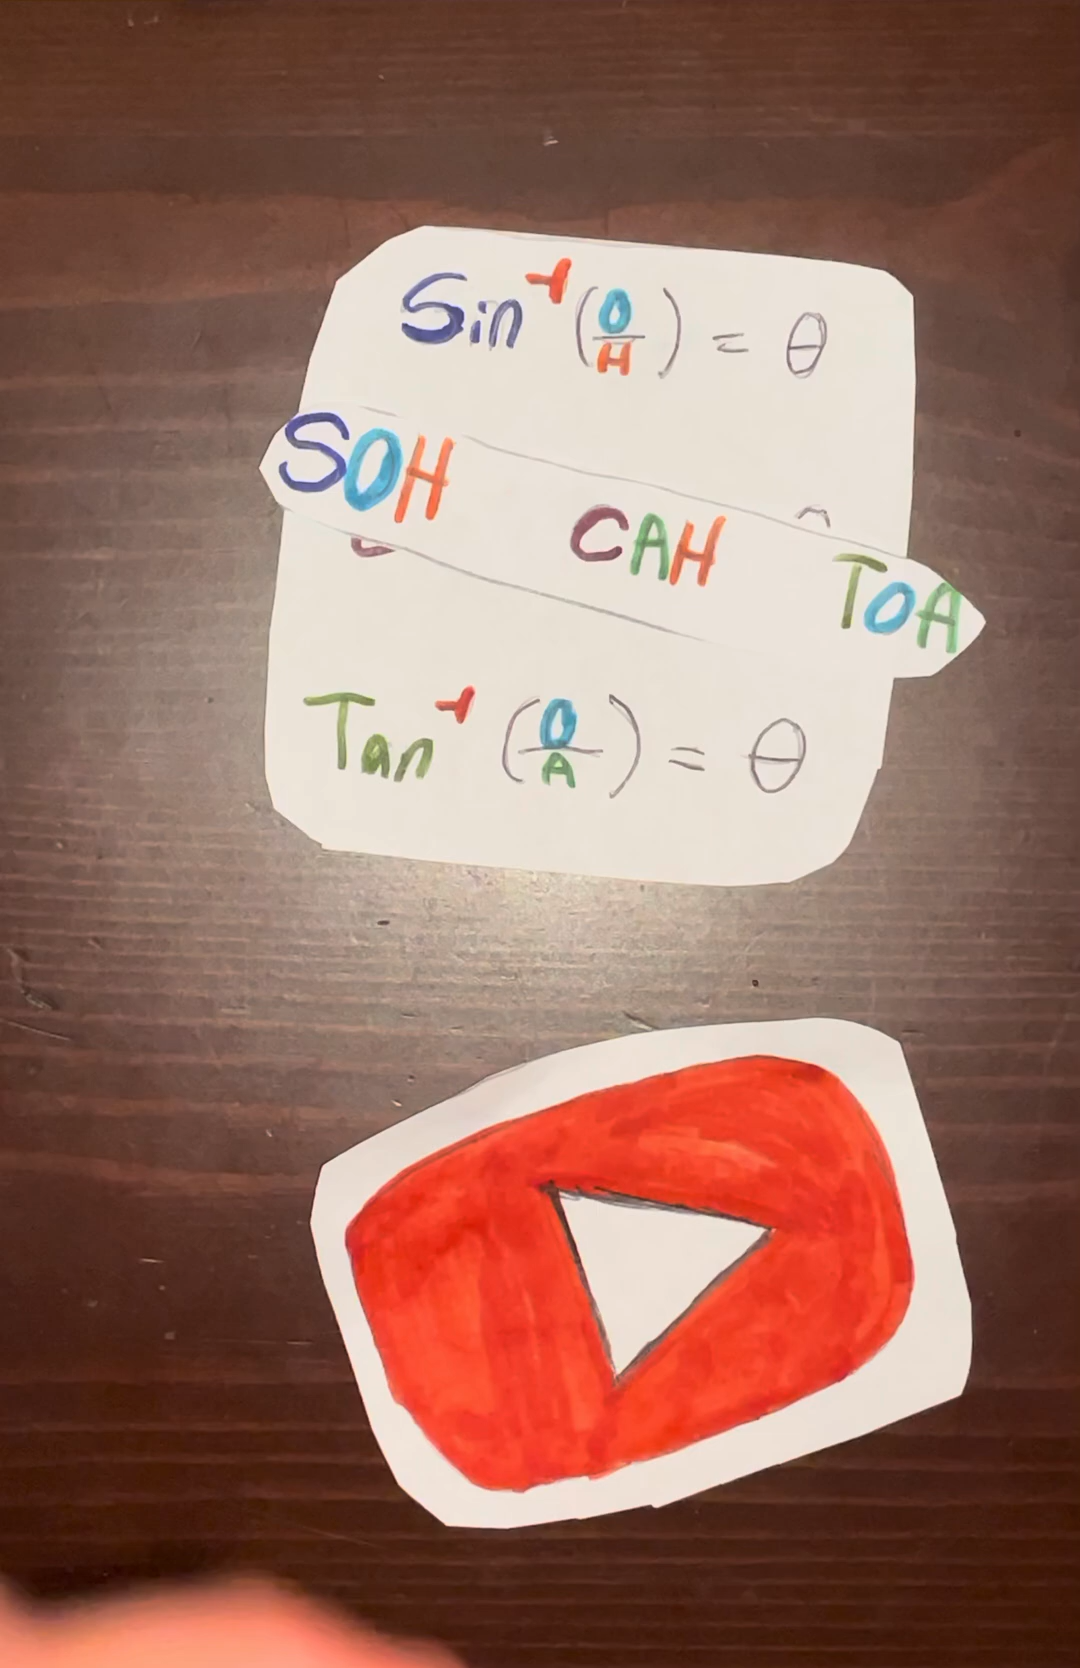 Sin⁻¹(O/H) = θ
SOH CAH TOA
Tan⁻¹(O/A) = θ